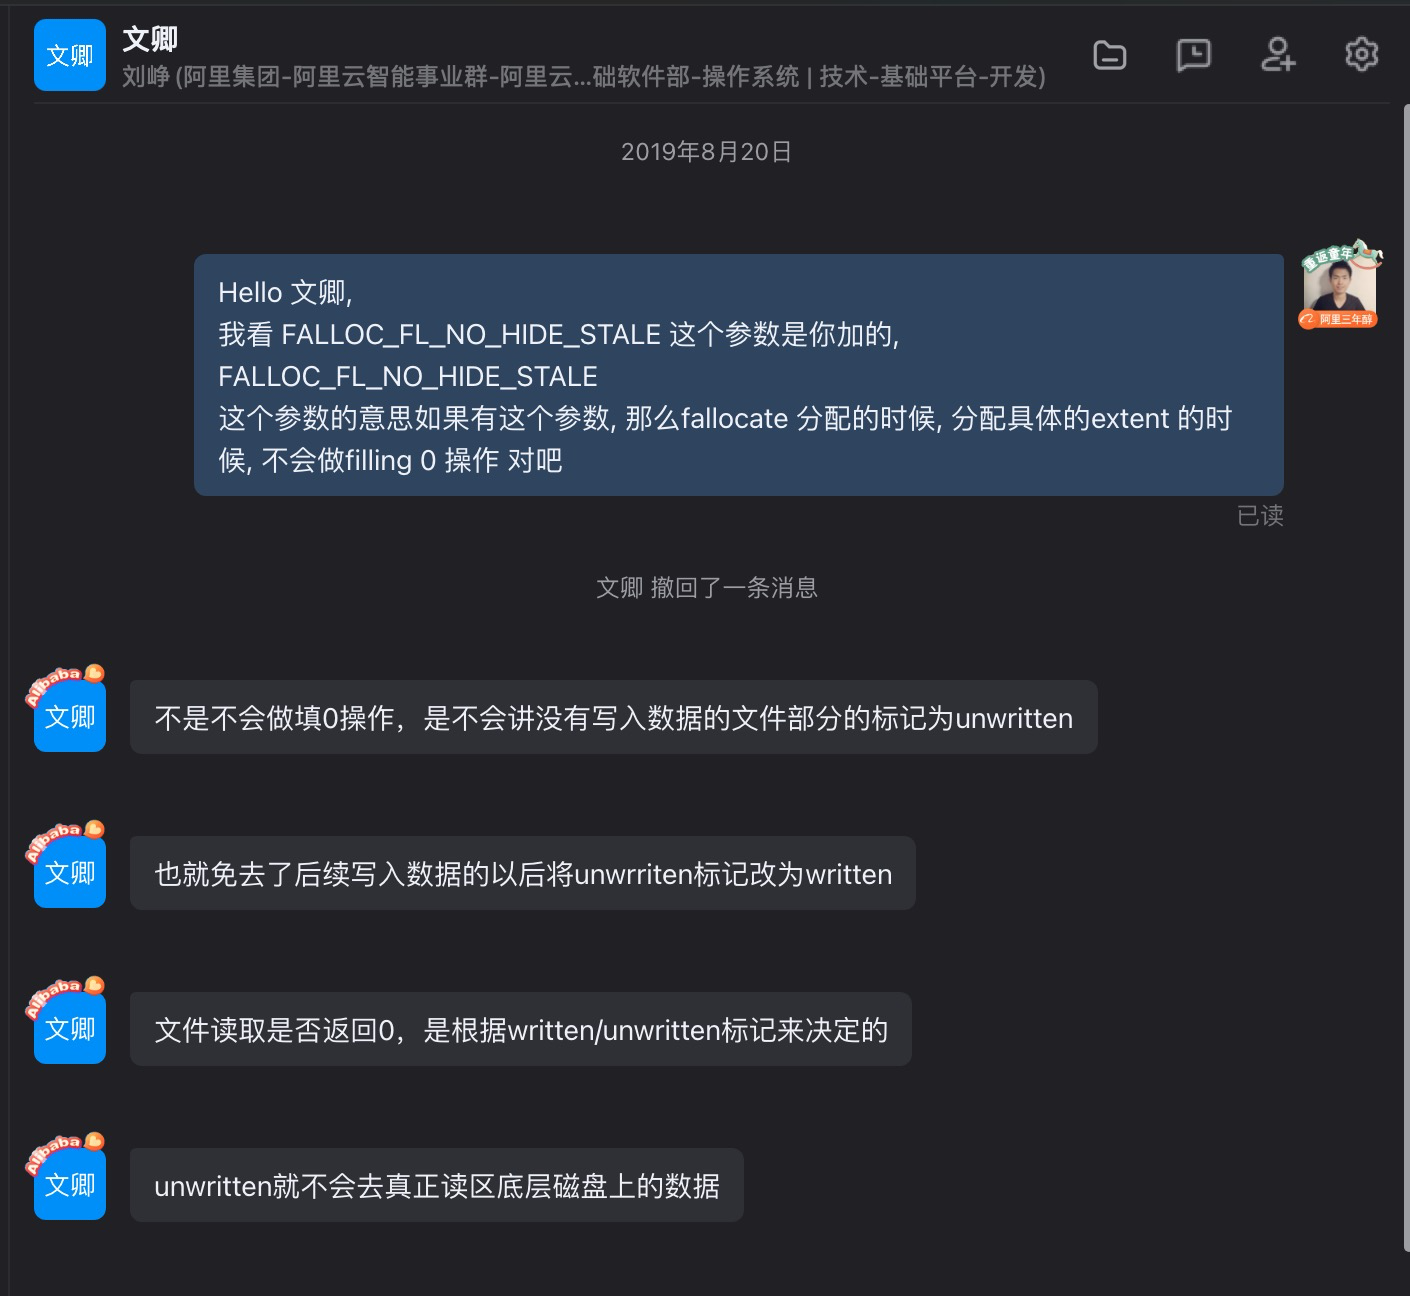 文卿
文卿
刘峥 (阿里集团-阿里云智能事业群-阿里云...础软件部-操作系统 | 技术-基础平台-开发)
2019年8月20日
Hello 文卿,
我看 FALLOC_FL_NO_HIDE_STALE 这个参数是你加的,
FALLOC_FL_NO_HIDE_STALE
这个参数的意思如果有这个参数, 那么fallocate 分配的时候, 分配具体的extent 的时
候, 不会做filling 0 操作 对吧
重返童年
阿里三年醇
已读
文卿 撤回了一条消息
Alibaba
文卿
不是不会做填0操作，是不会讲没有写入数据的文件部分的标记为unwritten
Alibaba
文卿
也就免去了后续写入数据的以后将unwrriten标记改为written
Alibaba
文卿
文件读取是否返回0，是根据written/unwritten标记来决定的
Alibaba
文卿
unwritten就不会去真正读区底层磁盘上的数据